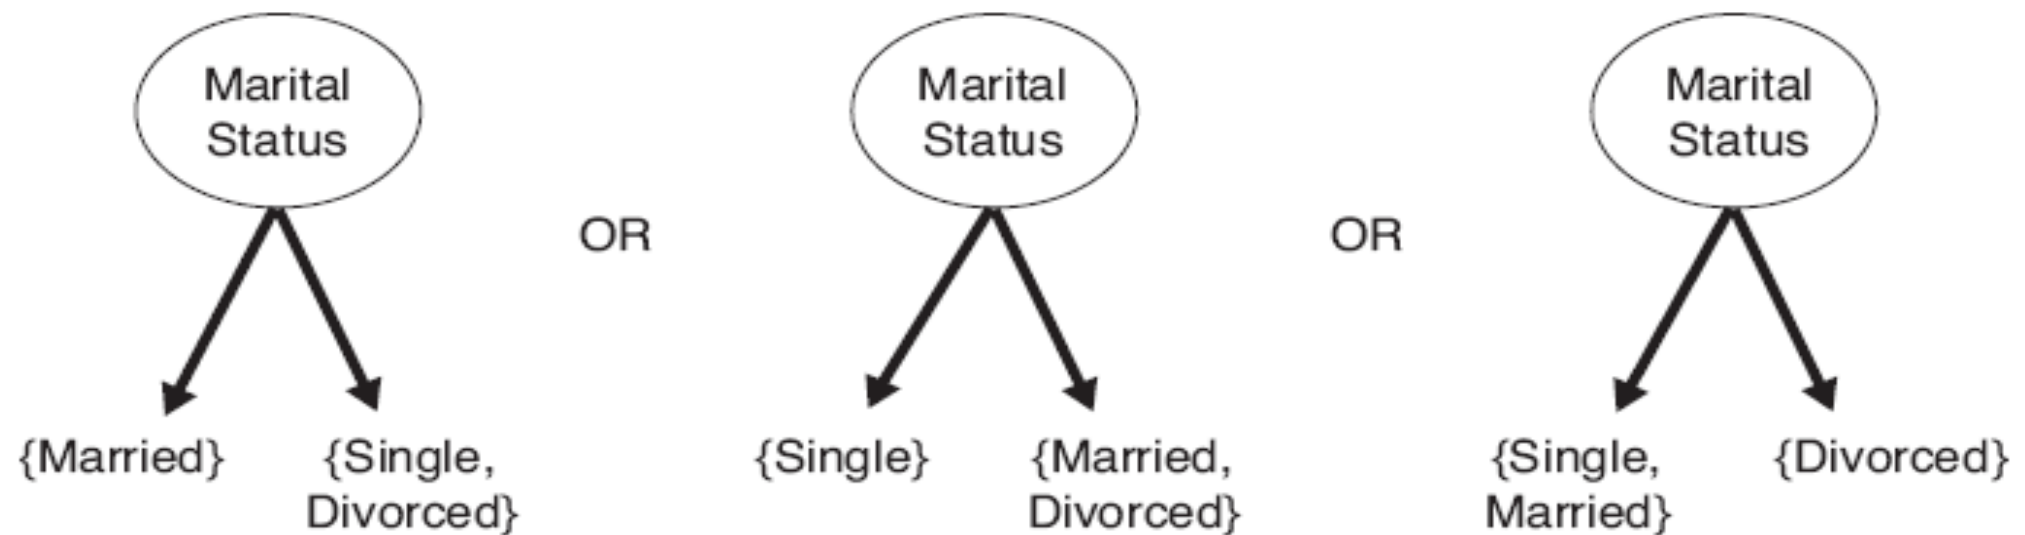 Marital
Status
{Married}
{Single,
Divorced}
OR
Marital
Status
{Single}
{Married,
Divorced}
OR
Marital
Status
{Single,
Married}
{Divorced}